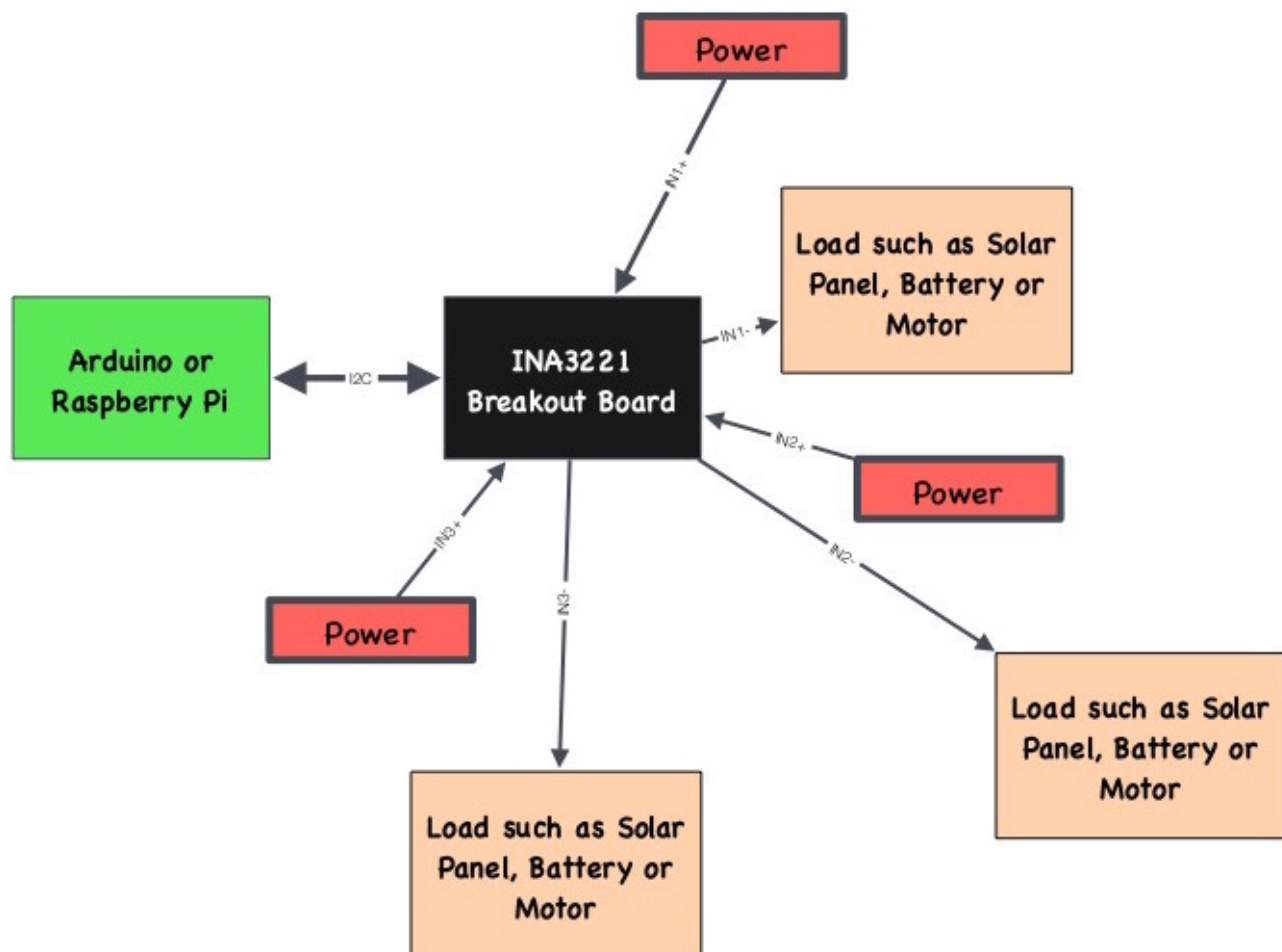 Power
IN1+
Load such as Solar
Panel, Battery or
Motor
Arduino or
Raspberry Pi
I2C
INA3221
Breakout Board
IN1-
IN2+
Power
IN3+
IN3-
IN2-
Power
Load such as Solar
Panel, Battery or
Motor
Load such as Solar
Panel, Battery or
Motor